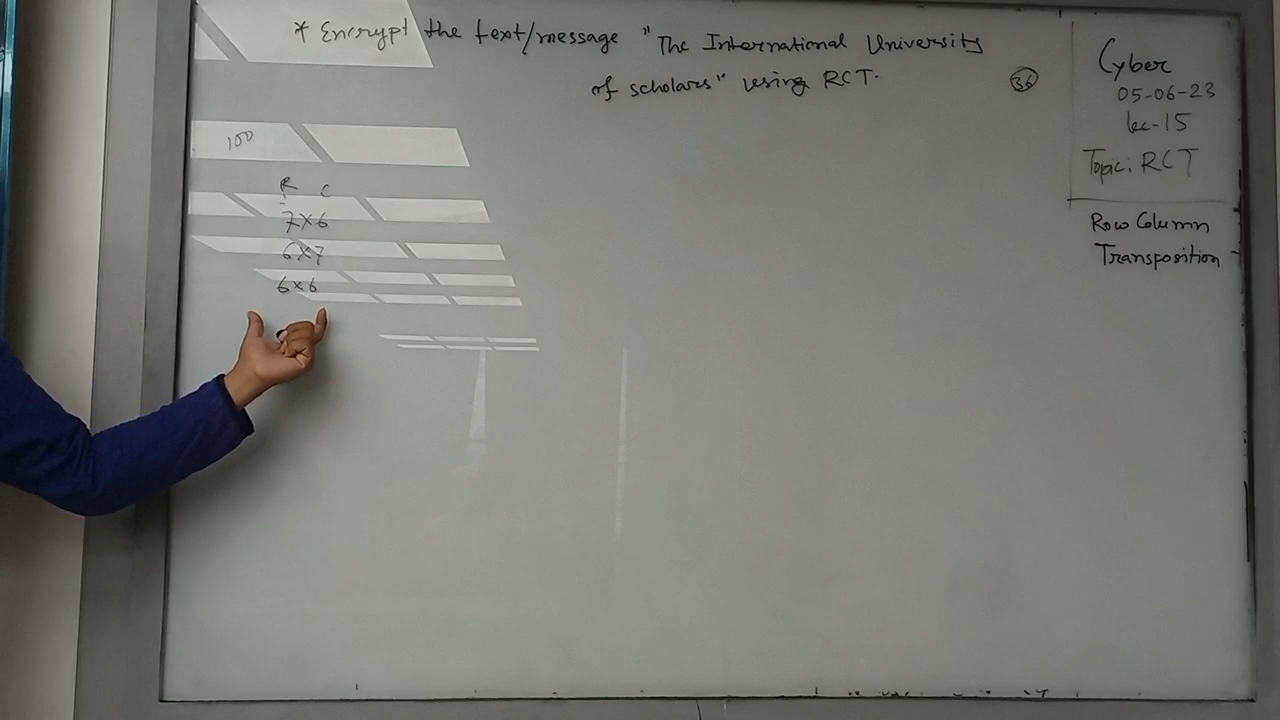 * Encrypt the text/message "The International University
of scholars" using RCT.
36
Cyber
05-06-23
Lec-15
Topic: RCT
Row Column
Transposition
100
R C
7×6
6×7
6×6